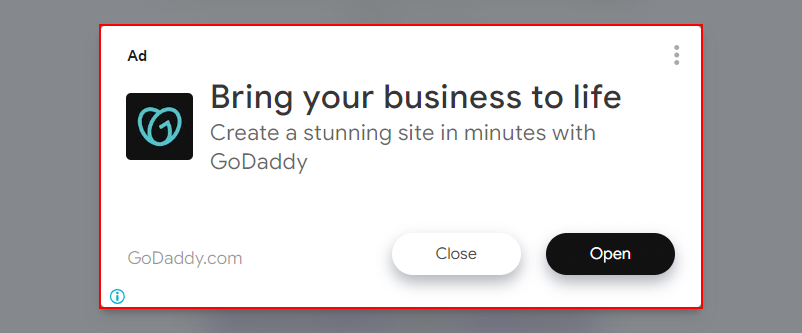 Ad
Bring your business to life
Create a stunning site in minutes with
GoDaddy
GoDaddy.com
Close
Open